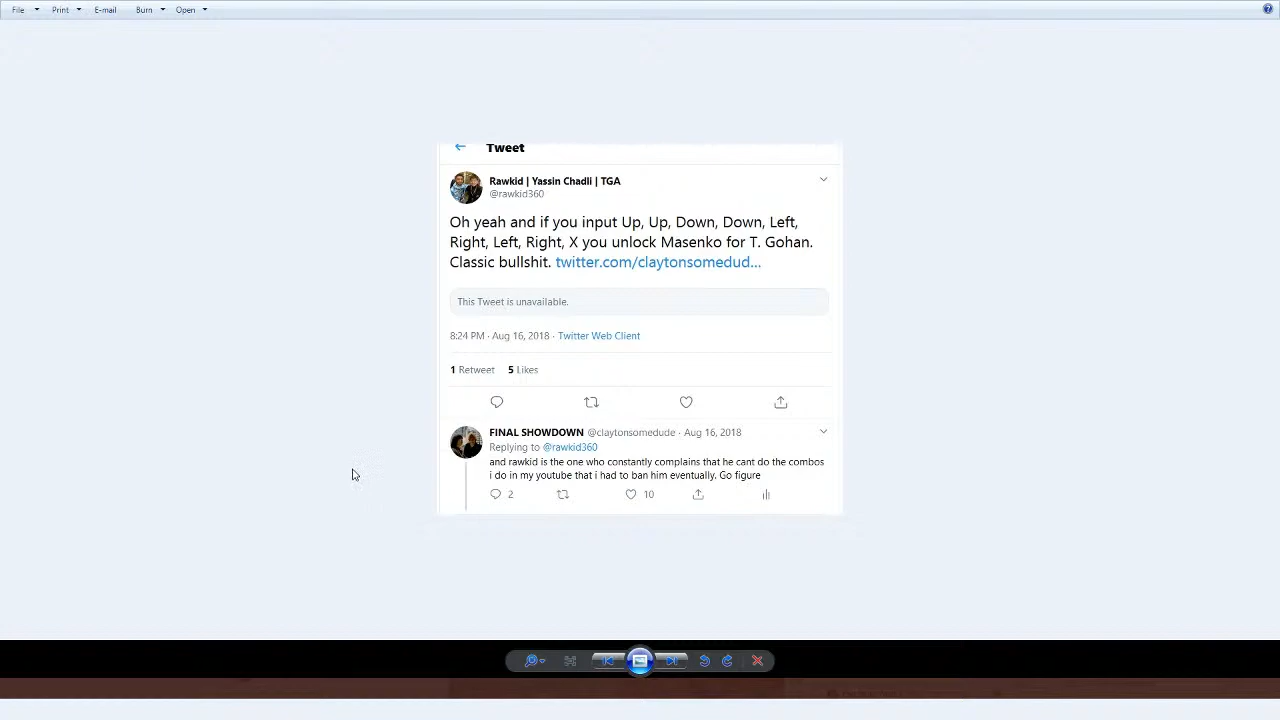 File Print E-mail Burn Open
Tweet
Rawkid | Yassin Chadli | TGA
@rawkid360
Oh yeah and if you input Up, Up, Down, Down, Left,
Right, Left, Right, X you unlock Masenko for T. Gohan.
Classic bullshit. twitter.com/claytonsomedud...
This Tweet is unavailable.
8:24 PM · Aug 16, 2018 · Twitter Web Client
1 Retweet 5 Likes
FINAL SHOWDOWN @claytonsomedude · Aug 16, 2018
Replying to @rawkid360
and rawkid is the one who constantly complains that he cant do the combos
i do in my youtube that i had to ban him eventually. Go figure
2 10